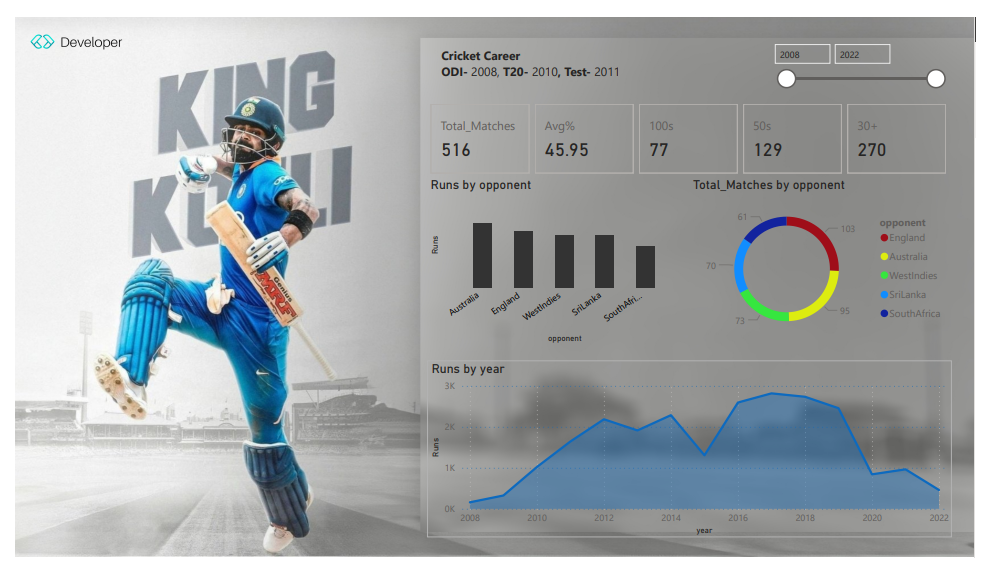 Developer
KING
KOHLI
Genius
MRF
Cricket Career
ODI- 2008, T20- 2010, Test- 2011
2008
2022
Total_Matches
516
Avg%
45.95
100s
77
50s
129
30+
270
Runs by opponent
Runs
Australia
England
WestIndies
SriLanka
SouthAfri...
opponent
Total_Matches by opponent
61
103
70
73
95
opponent
England
Australia
WestIndies
SriLanka
SouthAfrica
Runs by year
3K
2K
1K
0K
Runs
2008
2010
2012
2014
2016
2018
2020
2022
year